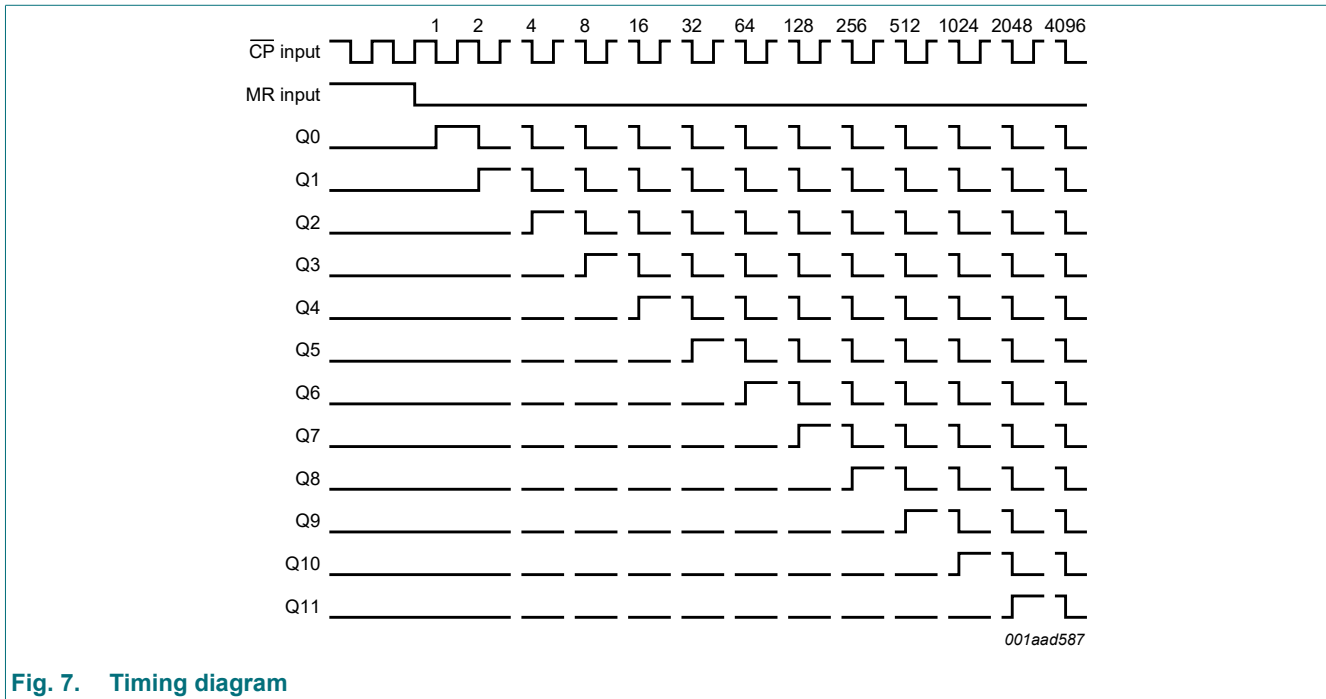 1 2 4 8 16 32 64 128 256 512 1024 2048 4096
CP input
MR input
Q0
Q1
Q2
Q3
Q4
Q5
Q6
Q7
Q8
Q9
Q10
Q11
001aad587
Fig. 7. Timing diagram